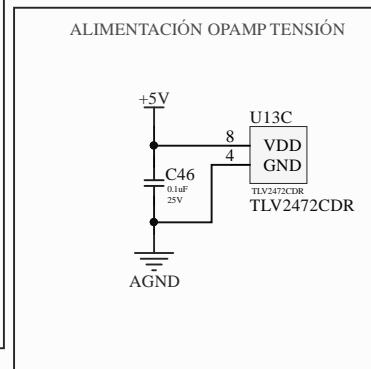 ALIMENTACIÓN OPAMP TENSIÓN
+5V
U13C
8
VDD
4
GND
C46
0.1uF
25V
TLV2472CDR
TLV2472CDR
AGND